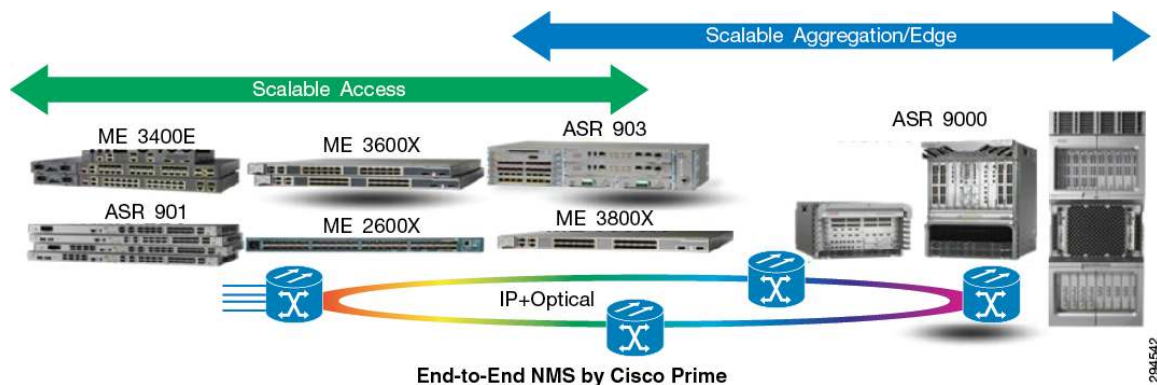 Scalable Aggregation/Edge
Scalable Access
ME 3400E
ME 3600X
ASR 903
ASR 9000
ASR 901
ME 2600X
ME 3800X
IP+Optical
End-to-End NMS by Cisco Prime
294542